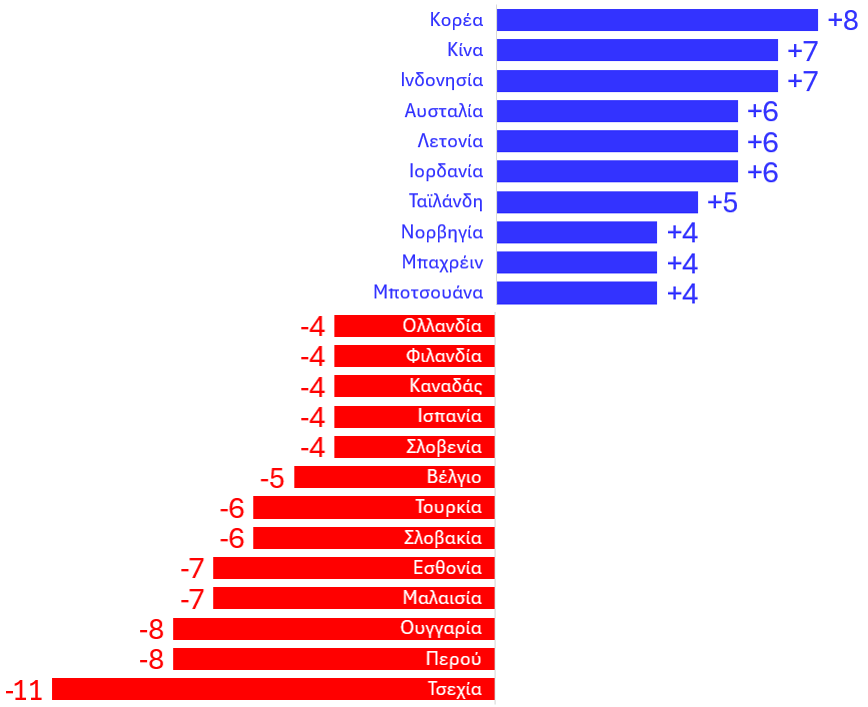 Κορέα +8
Κίνα +7
Ινδονησία +7
Αυσταλία +6
Λετονία +6
Ιορδανία +6
Ταϊλάνδη +5
Νορβηγία +4
Μπαχρέιν +4
Μποτσουάνα +4
-4 Ολλανδία
-4 Φιλανδία
-4 Καναδάς
-4 Ισπανία
-4 Σλοβενία
-5 Βέλγιο
-6 Τουρκία
-6 Σλοβακία
-7 Εσθονία
-7 Μαλαισία
-8 Ουγγαρία
-8 Περού
-11 Τσεχία